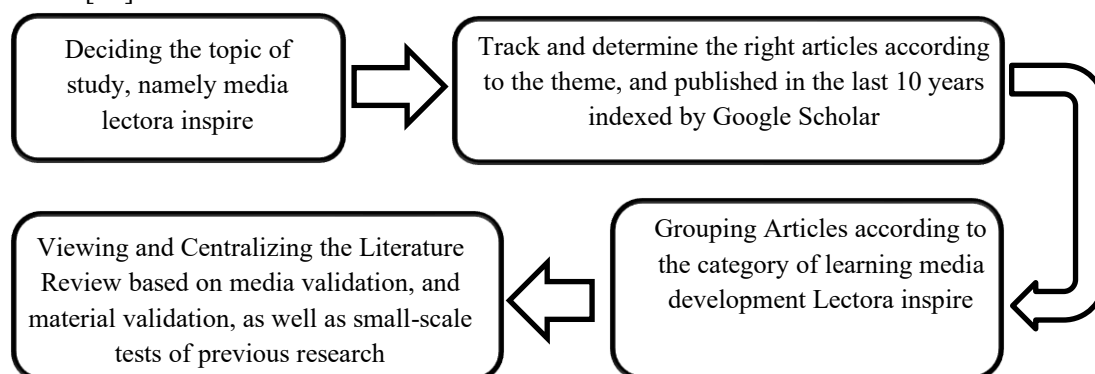 Deciding the topic of
study, namely media
lectora inspire
Track and determine the right articles according
to the theme, and published in the last 10 years
indexed by Google Scholar
Grouping Articles according to
the category of learning media
development Lectora inspire
Viewing and Centralizing the Literature
Review based on media validation, and
material validation, as well as small-scale
tests of previous research